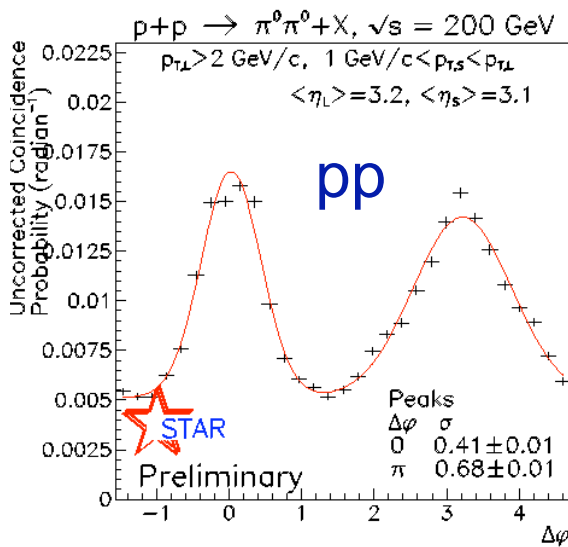 p+p → π⁰π⁰+X, √s = 200 GeV
p_T,L>2 GeV/c, 1 GeV/c<p_T,S<p_T,L
<η_L>=3.2, <η_S>=3.1
pp
Uncorrected Coincidence
Probability (radian⁻¹)
0.0225
0.02
0.0175
0.015
0.0125
0.01
0.0075
0.005
0.0025
0
STAR
Preliminary
Peaks
Δφ σ
0 0.41±0.01
π 0.68±0.01
−1 0 1 2 3 4
Δφ